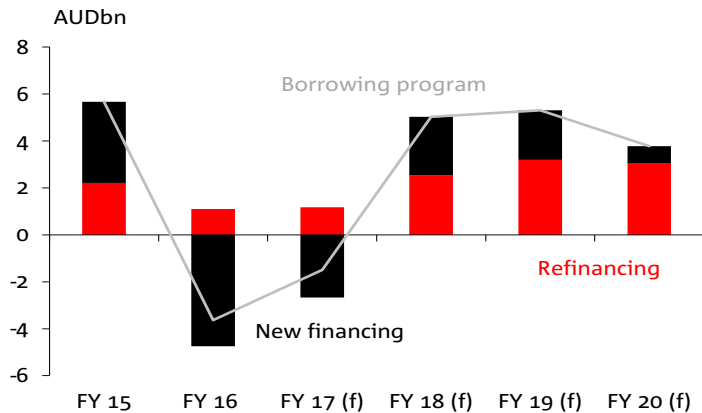 AUDbn
8
6
4
2
0
-2
-4
-6
Borrowing program
Refinancing
New financing
FY 15 FY 16 FY 17 (f) FY 18 (f) FY 19 (f) FY 20 (f)